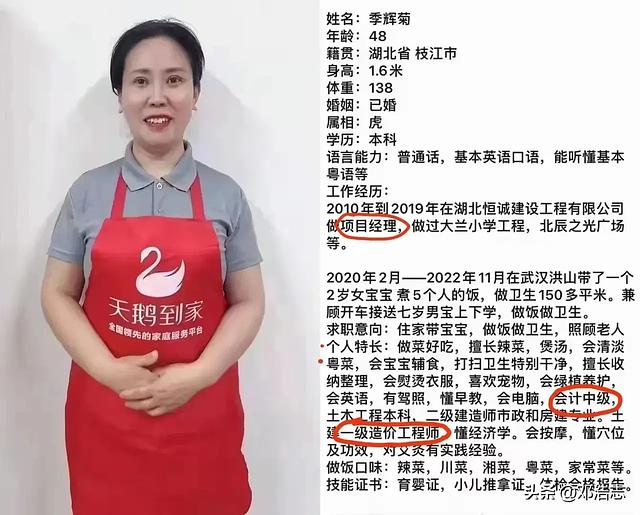 姓名：季辉菊
年龄：48
籍贯：湖北省 枝江市
身高：1.6米
体重：138
婚姻：已婚
属相：虎
学历：本科
语言能力：普通话，基本英语口语，能听懂基本
粤语等
工作经历：
2010年到2019年在湖北恒诚建设工程有限公司
做项目经理，做过大兰小学工程，北辰之光广场
等。
2020年2月——2022年11月在武汉洪山带了一个
2岁女宝宝 煮5个人的饭，做卫生150多平米。兼
顾开车接送七岁男宝上下学，做饭做卫生。
求职意向：住家带宝宝，做饭做卫生，照顾老人
个人特长：做菜好吃，擅长辣菜，煲汤，会清淡
粤菜，会宝宝辅食，打扫卫生特别干净，擅长收
纳整理，会熨烫衣服，喜欢宠物，会绿植养护，
会英语，有驾照，懂早教，会电脑，会计中级，
土木工程本科，二级建造师市政和房建专业。土
建一级造价工程师 懂经济学。会按摩，懂穴位
及功效，对艾灸有实践经验。
做饭口味：辣菜，川菜，湘菜，粤菜，家常菜等。
技能证书：育婴证，小儿推拿证，体检合格报告。
天鹅到家
全国领先的家庭服务平台
头条 @邓浩志